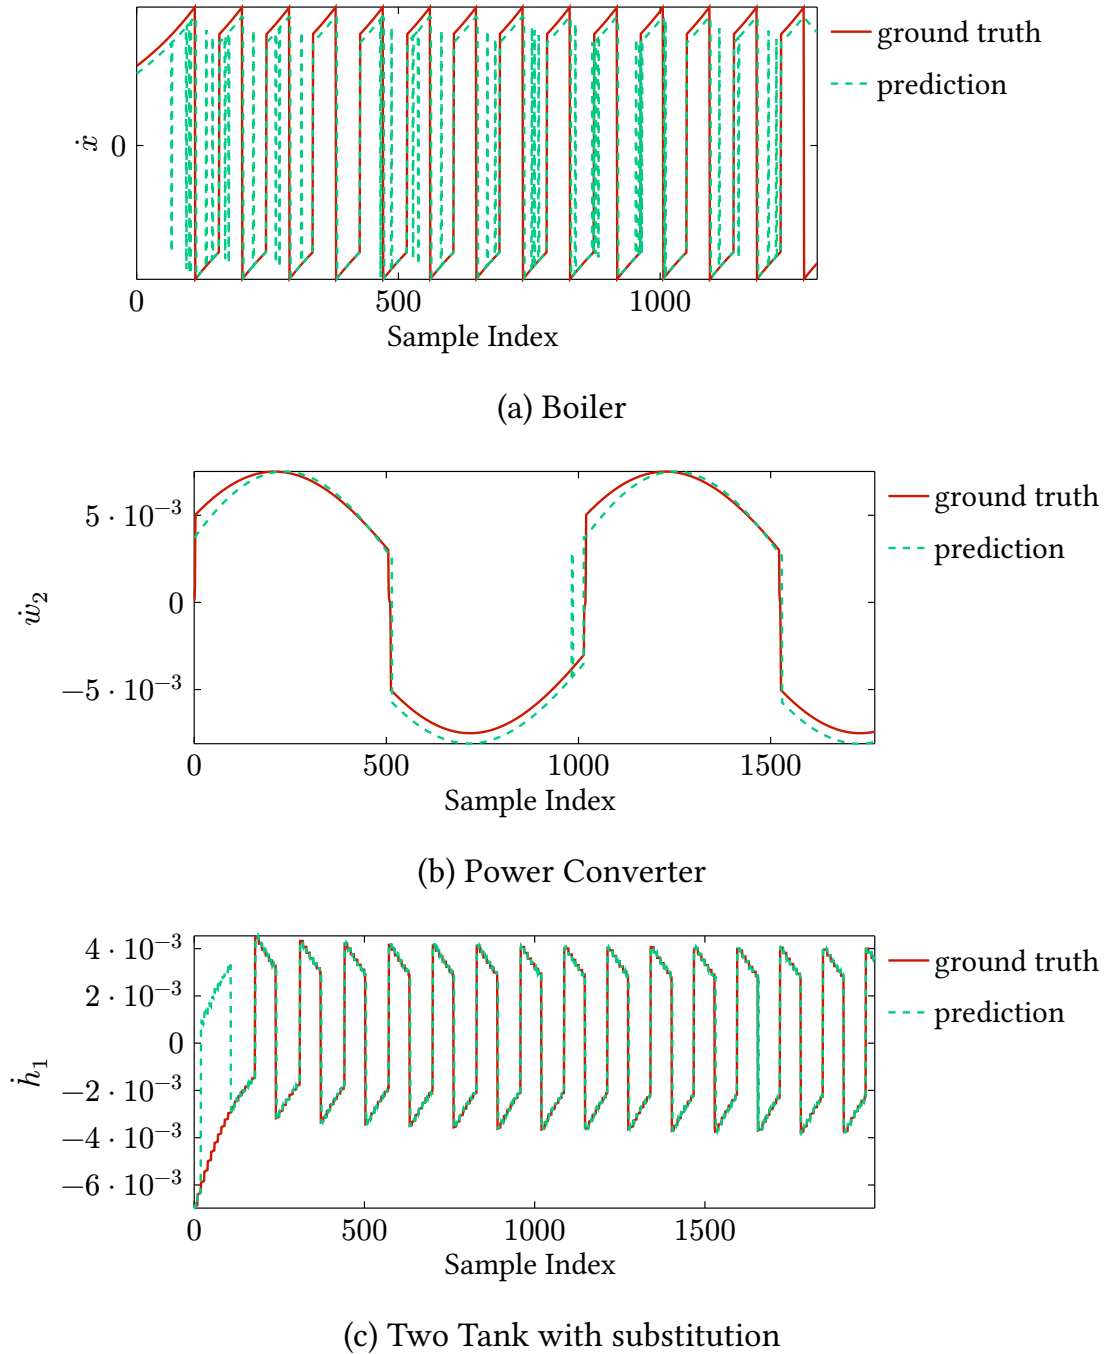 ground truth
prediction
ẋ
0
0 500 1000
Sample Index
(a) Boiler
ground truth
prediction
5 · 10⁻³
0
−5 · 10⁻³
ẇ₂
0 500 1000 1500
Sample Index
(b) Power Converter
ground truth
prediction
4 · 10⁻³
2 · 10⁻³
0
−2 · 10⁻³
−4 · 10⁻³
−6 · 10⁻³
ḣ₁
0 500 1000 1500
Sample Index
(c) Two Tank with substitution